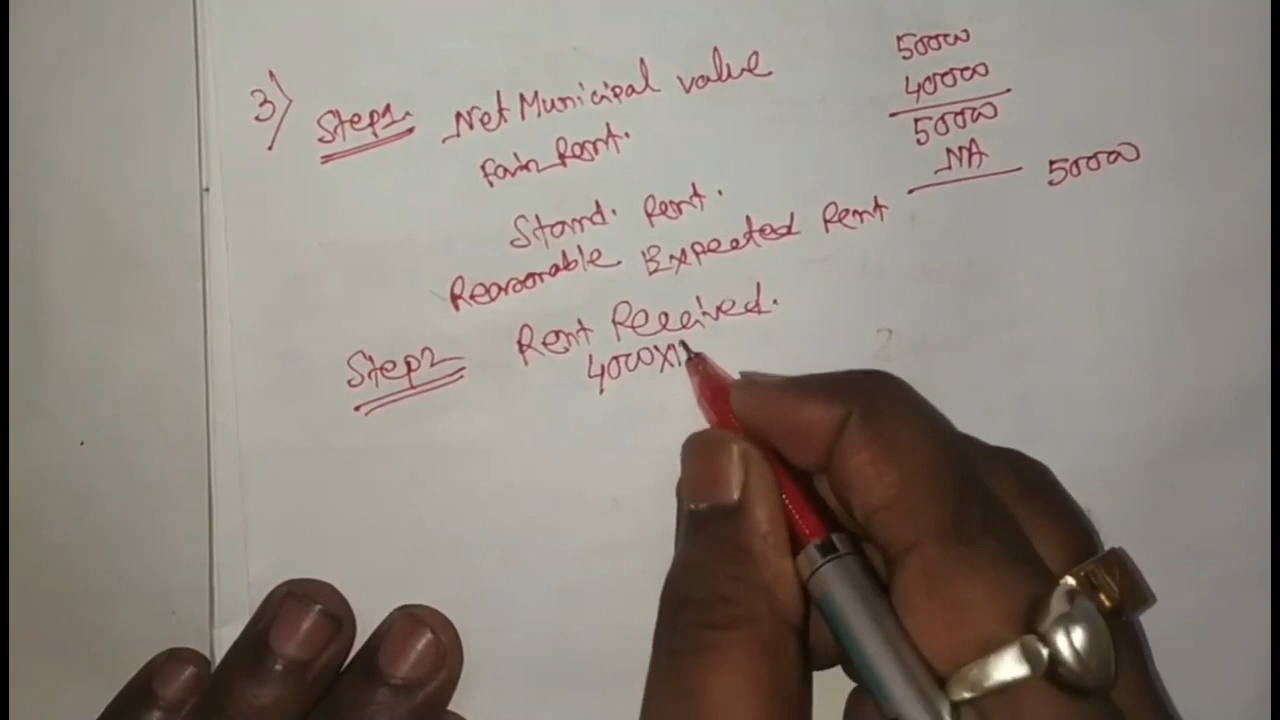 3) Step1. Net Municipal value 50000
Fair Rent. 40000
50000
Stand. Rent. NA
Reasonable Expected Rent 50000
Step2 Rent Received.
4000x1